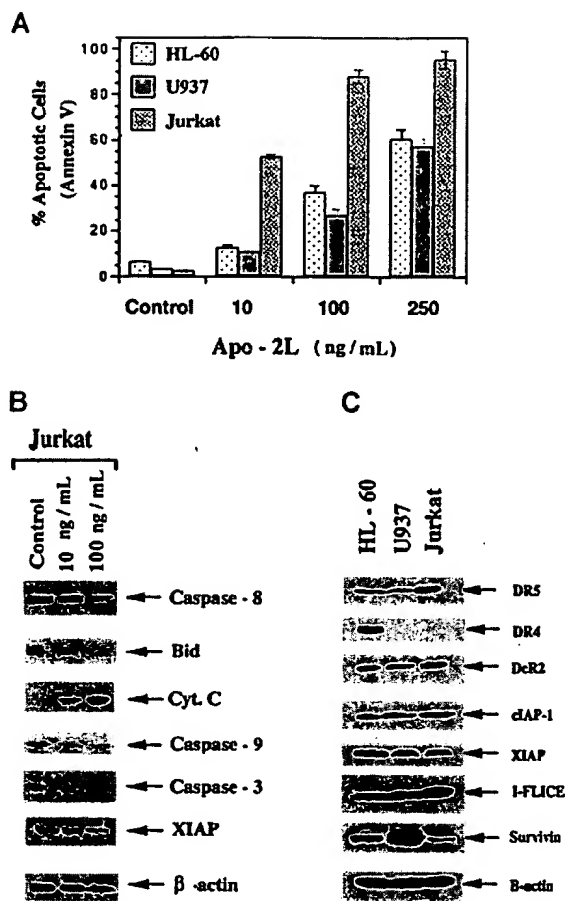 A
100
80
60
40
20
0
% Apoptotic Cells
(Annexin V)
HL-60
U937
Jurkat
Control 10 100 250
Apo - 2L (ng/mL)
B
Jurkat
Control
10 ng/mL
100 ng/mL
Caspase - 8
Bid
Cyt. C
Caspase - 9
Caspase - 3
XIAP
β -actin
C
HL - 60
U937
Jurkat
DR5
DR4
DcR2
cIAP-1
XIAP
I-FLICE
Survivin
B-actin